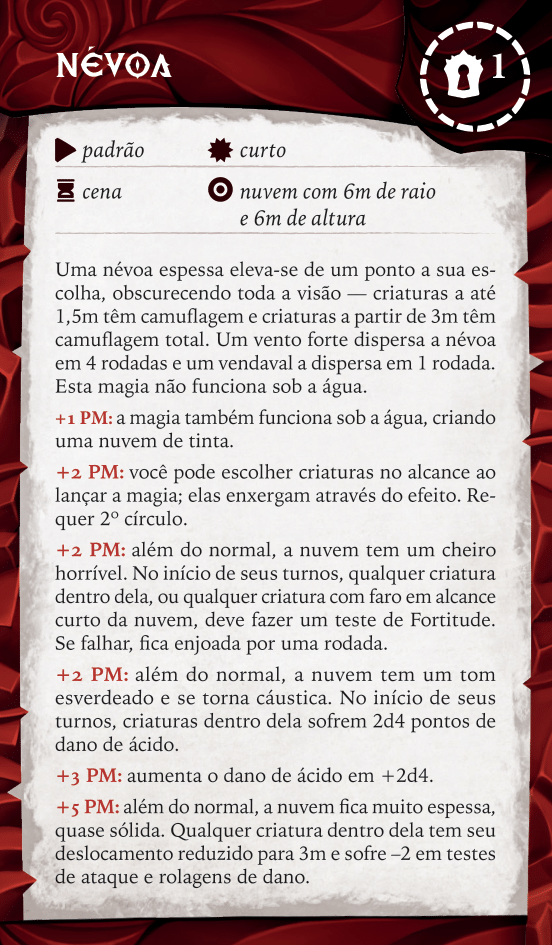 NÉVOA
1
padrão
curto
cena
nuvem com 6m de raio
e 6m de altura
Uma névoa espessa eleva-se de um ponto a sua es-
colha, obscurecendo toda a visão — criaturas a até
1,5m têm camuflagem e criaturas a partir de 3m têm
camuflagem total. Um vento forte dispersa a névoa
em 4 rodadas e um vendaval a dispersa em 1 rodada.
Esta magia não funciona sob a água.
+1 PM: a magia também funciona sob a água, criando
uma nuvem de tinta.
+2 PM: você pode escolher criaturas no alcance ao
lançar a magia; elas enxergam através do efeito. Re-
quer 2º círculo.
+2 PM: além do normal, a nuvem tem um cheiro
horrível. No início de seus turnos, qualquer criatura
dentro dela, ou qualquer criatura com faro em alcance
curto da nuvem, deve fazer um teste de Fortitude.
Se falhar, fica enjoada por uma rodada.
+2 PM: além do normal, a nuvem tem um tom
esverdeado e se torna cáustica. No início de seus
turnos, criaturas dentro dela sofrem 2d4 pontos de
dano de ácido.
+3 PM: aumenta o dano de ácido em +2d4.
+5 PM: além do normal, a nuvem fica muito espessa,
quase sólida. Qualquer criatura dentro dela tem seu
deslocamento reduzido para 3m e sofre –2 em testes
de ataque e rolagens de dano.